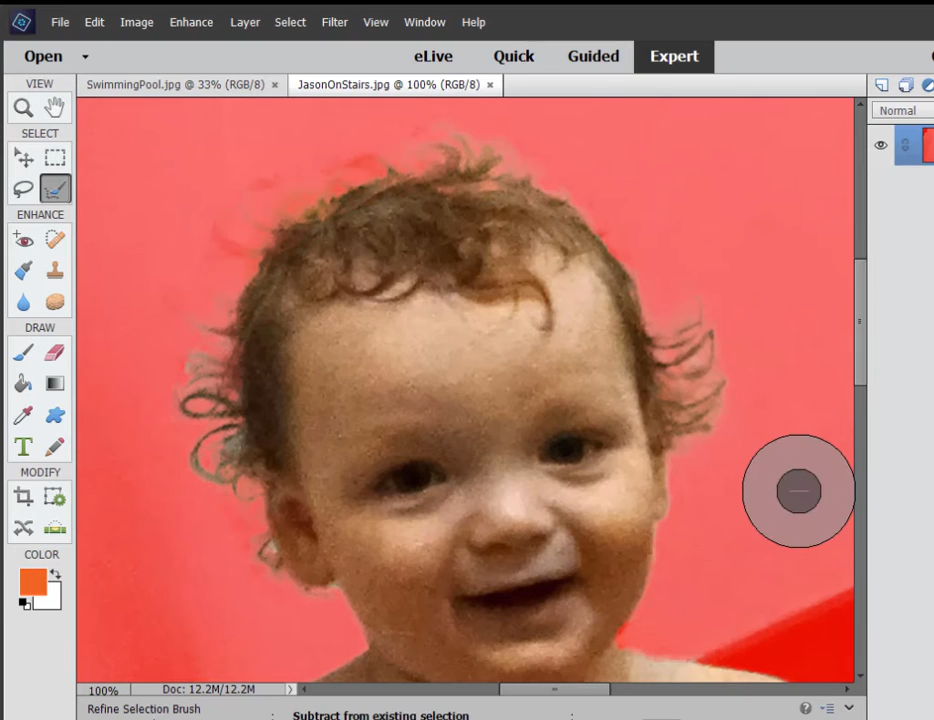 File Edit Image Enhance Layer Select Filter View Window Help
Open eLive Quick Guided Expert
VIEW SwimmingPool.jpg @ 33% (RGB/8) × JasonOnStairs.jpg @ 100% (RGB/8) ×
Normal
SELECT
ENHANCE
DRAW
T
MODIFY
COLOR
100% Doc: 12.2M/12.2M
Refine Selection Brush
: Subtract from existing selection :